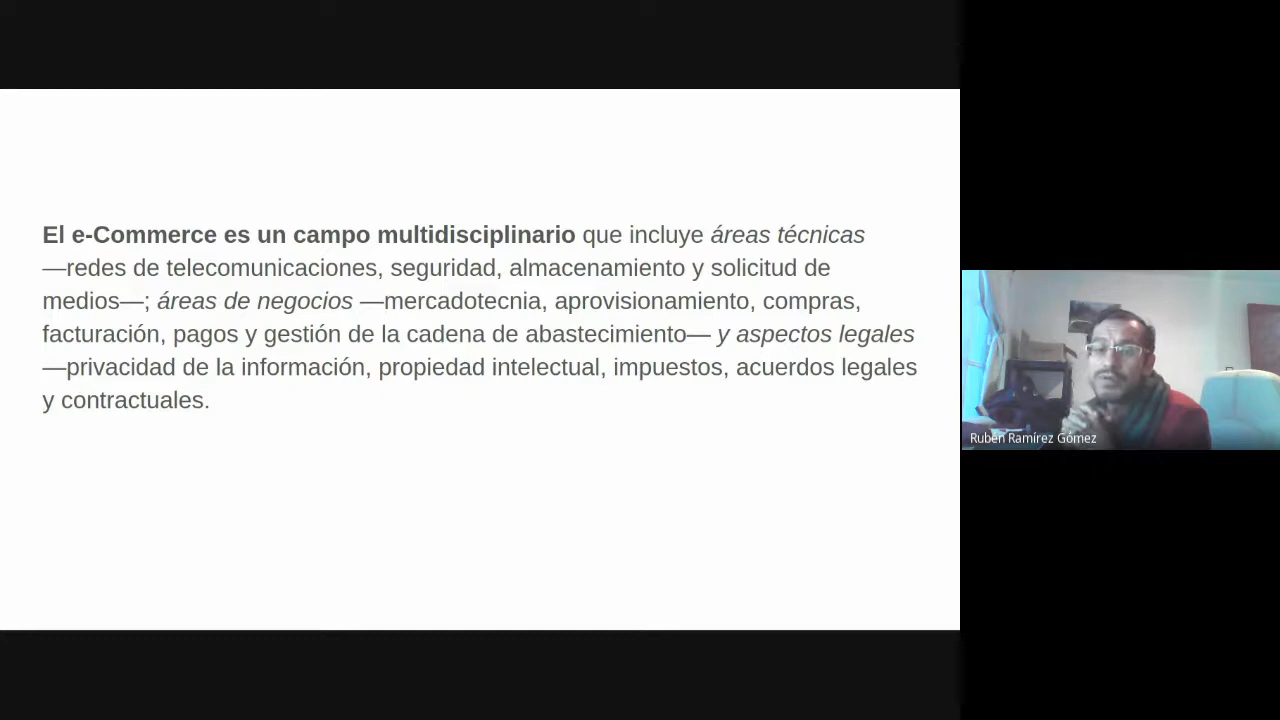 El e-Commerce es un campo multidisciplinario que incluye áreas técnicas
—redes de telecomunicaciones, seguridad, almacenamiento y solicitud de
medios—; áreas de negocios —mercadotecnia, aprovisionamiento, compras,
facturación, pagos y gestión de la cadena de abastecimiento— y aspectos legales
—privacidad de la información, propiedad intelectual, impuestos, acuerdos legales
y contractuales.
Rubén Ramírez Gómez